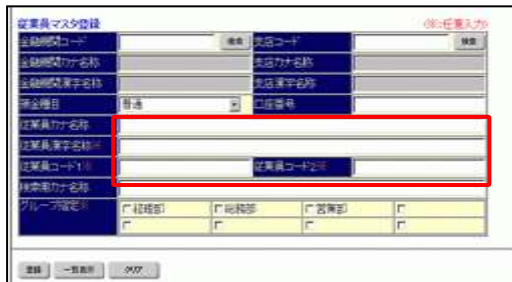 従業員マスタ登録 (※:任意入力)
金融機関コード 検索 支店コード 検索
金融機関カナ名称 支店カナ名称
金融機関漢字名称 支店漢字名称
預金種目 普通 口座番号
従業員カナ名称
従業員漢字名称※
従業員コード1※ 従業員コード2※
検索用カナ名称
グループ指定※ 経理部 総務部 営業部
登録 一覧表示 クリア